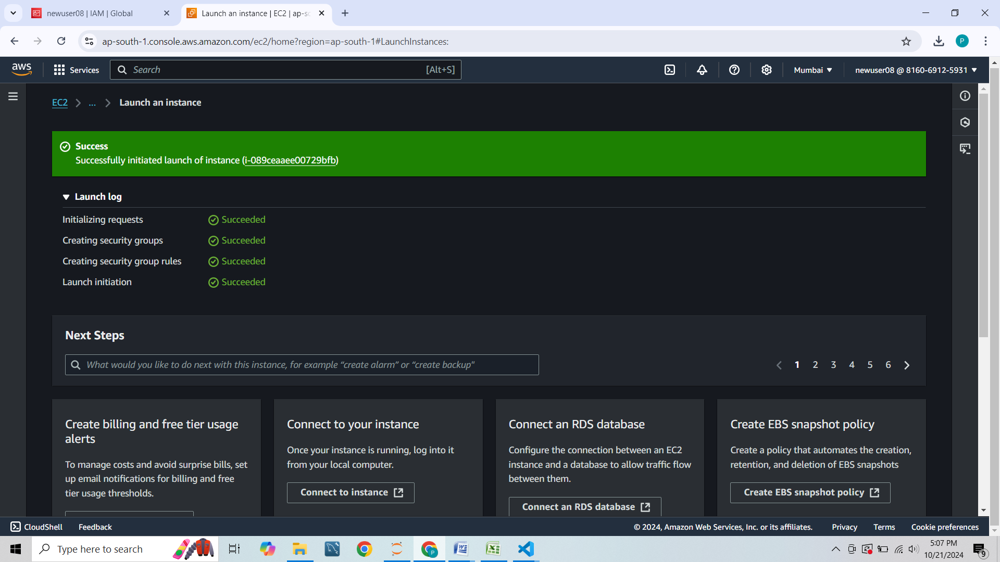 newuser08 | IAM | Global
Launch an instance | EC2 | ap-sc
ap-south-1.console.aws.amazon.com/ec2/home?region=ap-south-1#LaunchInstances:
P
aws
Services
Search
[Alt+S]
Mumbai
newuser08 @ 8160-6912-5931
EC2
...
Launch an instance
Success
Successfully initiated launch of instance (i-089ceaaee00729bfb)
Launch log
Initializing requests
Succeeded
Creating security groups
Succeeded
Creating security group rules
Succeeded
Launch initiation
Succeeded
Next Steps
What would you like to do next with this instance, for example “create alarm” or “create backup"
1 2 3 4 5 6
Create billing and free tier usage
alerts
To manage costs and avoid surprise bills, set
up email notifications for billing and free
tier usage thresholds.
Connect to your instance
Once your instance is running, log into it
from your local computer.
Connect to instance
Connect an RDS database
Configure the connection between an EC2
instance and a database to allow traffic flow
between them.
Connect an RDS database
Create EBS snapshot policy
Create a policy that automates the creation,
retention, and deletion of EBS snapshots
Create EBS snapshot policy
CloudShell
Feedback
© 2024, Amazon Web Services, Inc. or its affiliates.
Privacy
Terms
Cookie preferences
Type here to search
P
5:07 PM
10/21/2024
9